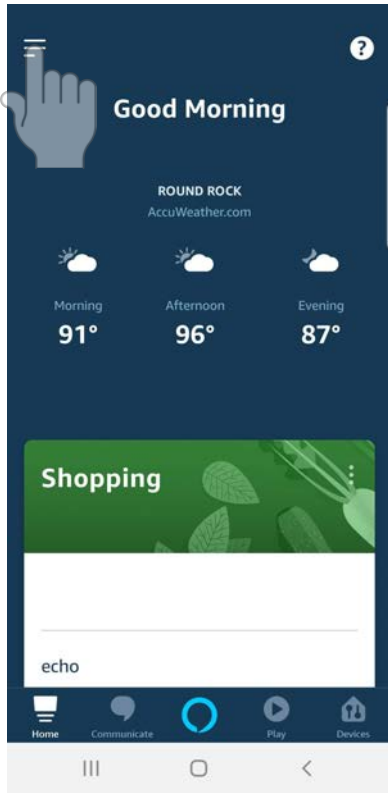 ?
Good Morning
ROUND ROCK
AccuWeather.com
Morning Afternoon Evening
91° 96° 87°
Shopping
echo
Home Communicate Play Devices